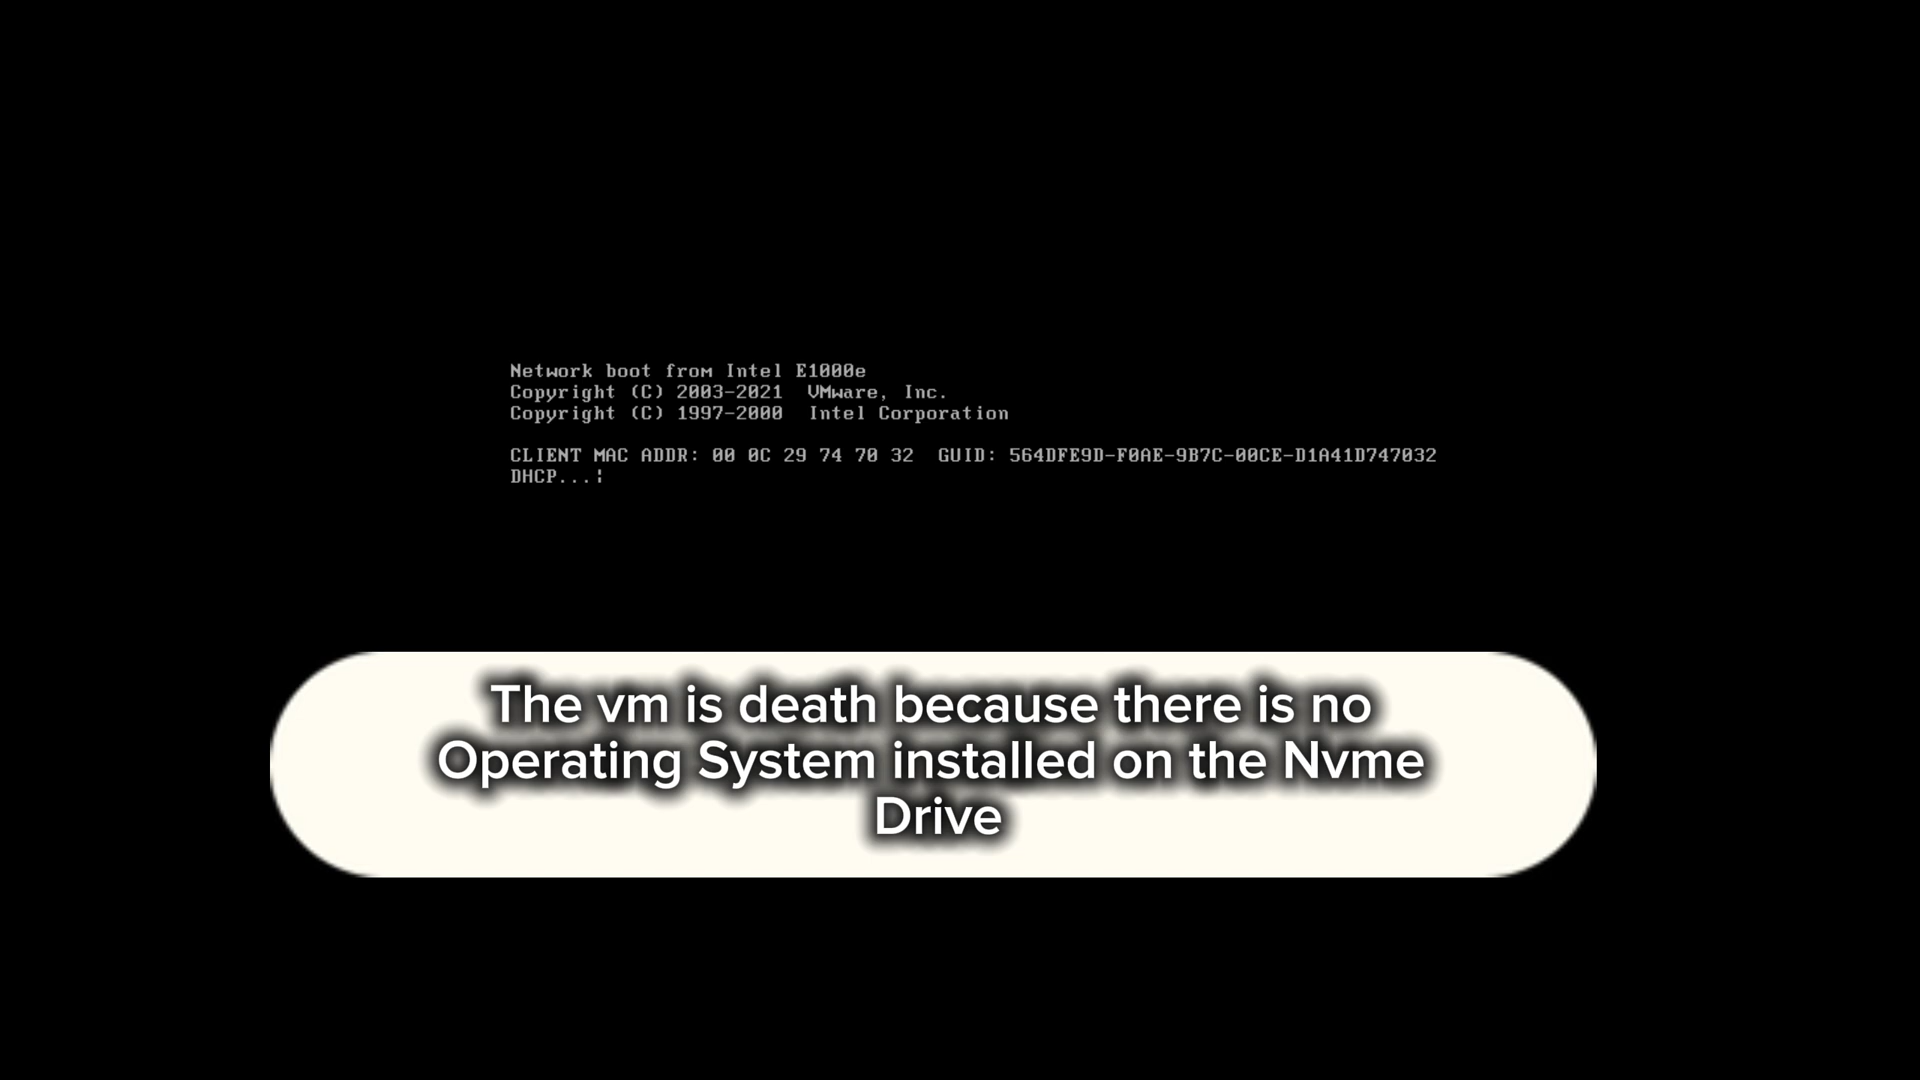 Network boot from Intel E1000e
Copyright (C) 2003-2021  VMware, Inc.
Copyright (C) 1997-2000  Intel Corporation
CLIENT MAC ADDR: 00 0C 29 74 70 32  GUID: 564DFE9D-F0AE-9B7C-00CE-D1A41D747032
DHCP...¦
The vm is death because there is no
Operating System installed on the Nvme
Drive